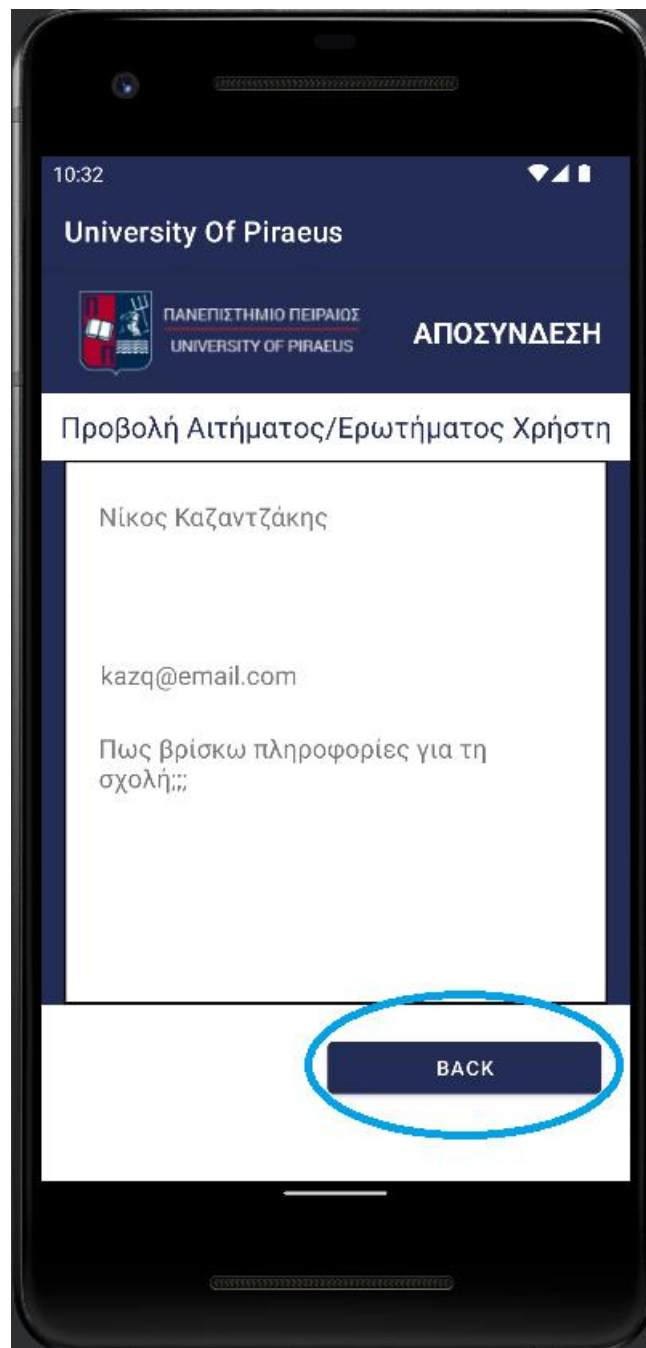 10:32
University Of Piraeus
ΠΑΝΕΠΙΣΤΗΜΙΟ ΠΕΙΡΑΙΩΣ
UNIVERSITY OF PIRAEUS
ΑΠΟΣΥΝΔΕΣΗ
Προβολή Αιτήματος/Ερωτήματος Χρήστη
Νίκος Καζαντζάκης
kazq@email.com
Πως βρίσκω πληροφορίες για τη
σχολή;;;
BACK